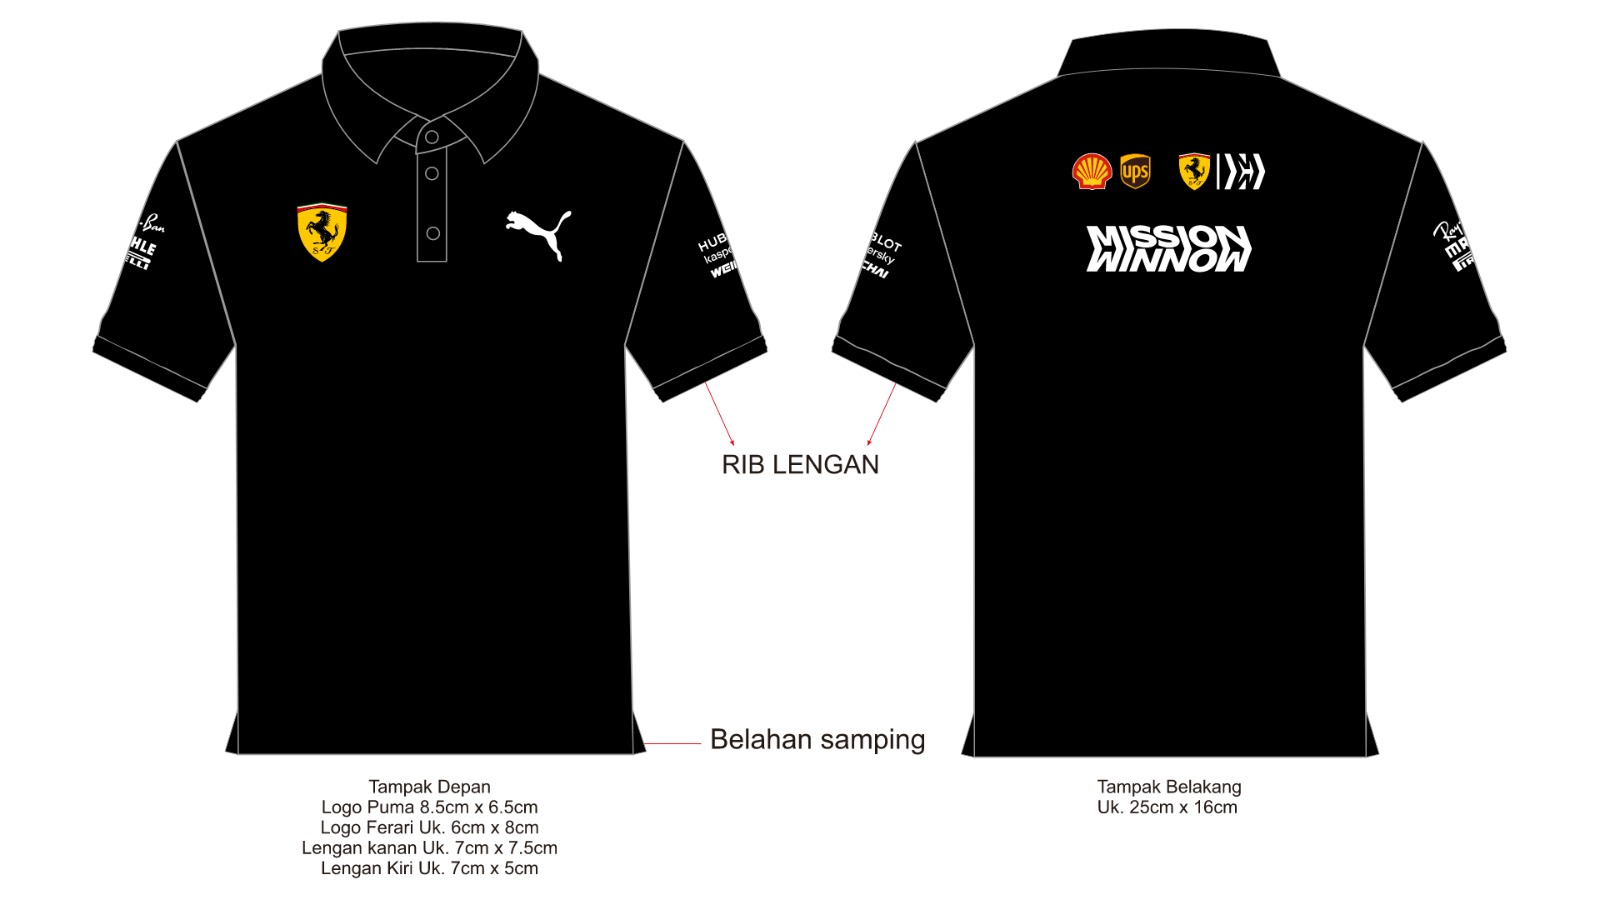 -Ban
HLE
ELLI
S F
HUB
kaspe
WEI
BLOT
ersky
CHAI
ups
MISSION
WINNOW
Ray
MA
PIR
RIB LENGAN
Belahan samping
Tampak Depan
Logo Puma 8.5cm x 6.5cm
Logo Ferari Uk. 6cm x 8cm
Lengan kanan Uk. 7cm x 7.5cm
Lengan Kiri Uk. 7cm x 5cm
Tampak Belakang
Uk. 25cm x 16cm